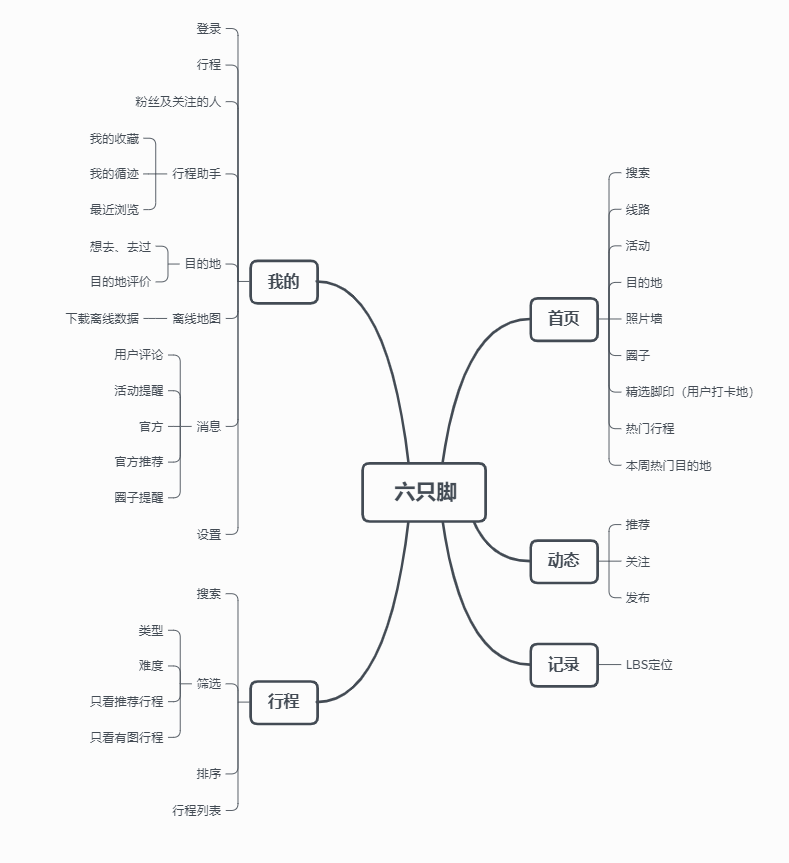 六只脚
首页
搜索
线路
活动
目的地
照片墙
圈子
精选脚印（用户打卡地）
热门行程
本周热门目的地
动态
推荐
关注
发布
记录
LBS定位
我的
登录
行程
粉丝及关注的人
行程助手
我的收藏
我的循迹
最近浏览
目的地
想去、去过
目的地评价
离线地图
下载离线数据
消息
用户评论
活动提醒
官方
官方推荐
圈子提醒
设置
行程
搜索
筛选
类型
难度
只看推荐行程
只看有图行程
排序
行程列表